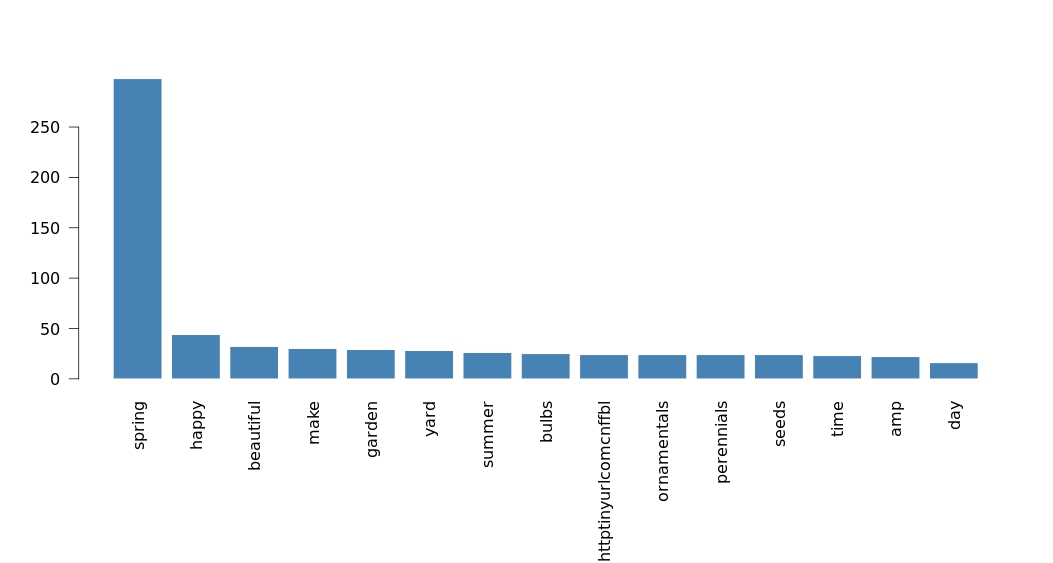 250
200
150
100
50
0
spring
happy
beautiful
make
garden
yard
summer
bulbs
httptinyurlcomcnffbl
ornamentals
perennials
seeds
time
amp
day